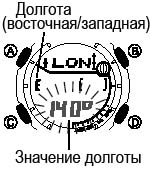 Долгота
(восточная/западная)
A B
LON
E
140°
C D
Значение долготы